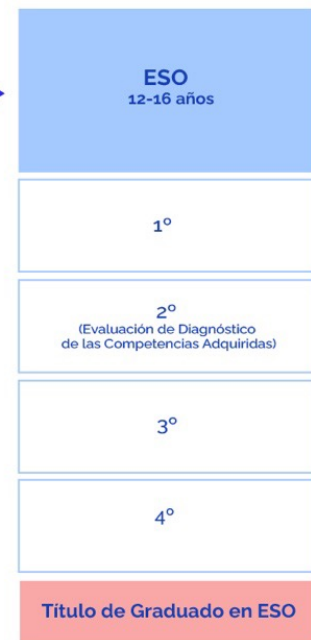 ESO
12-16 años
1º
2º
(Evaluación de Diagnóstico
de las Competencias Adquiridas)
3º
4º
Título de Graduado en ESO